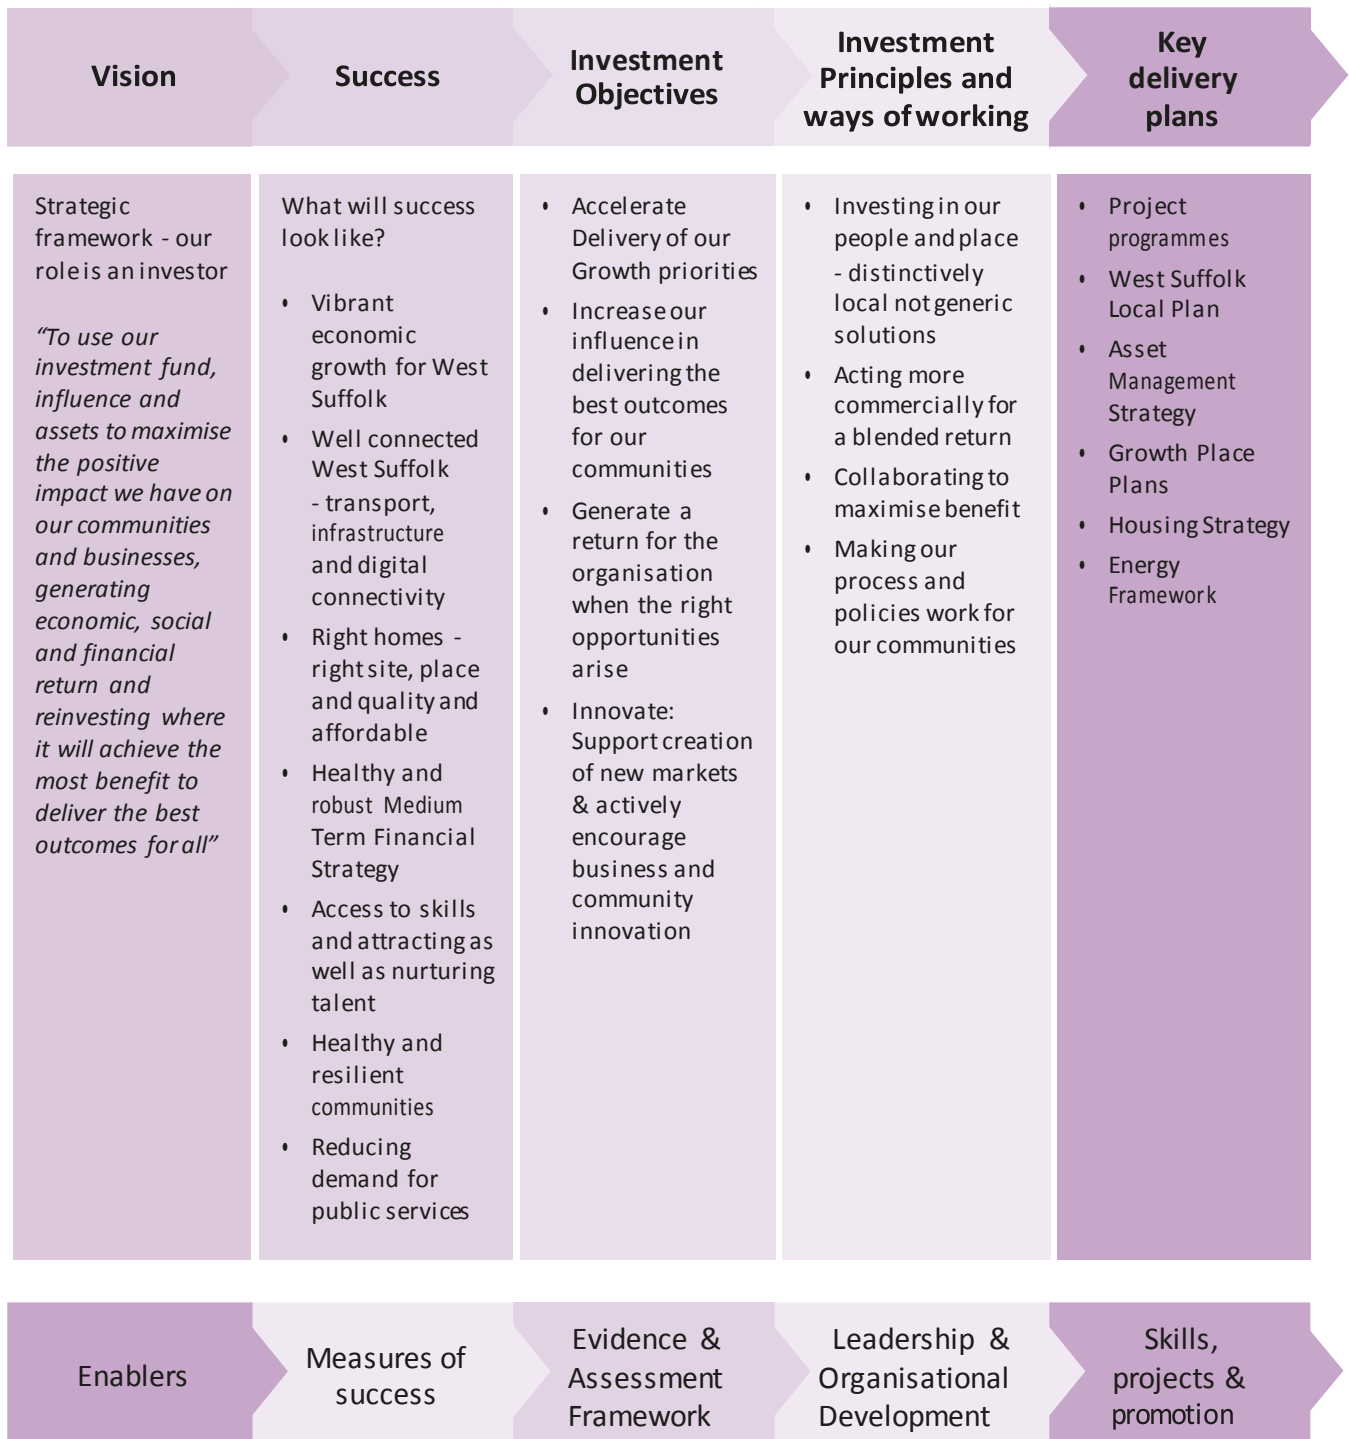 Vision
Success
Investment
Objectives
Investment
Principles and
ways of working
Key
delivery
plans
Strategic
framework - our
role is an investor
“To use our
investment fund,
influence and
assets to maximise
the positive
impact we have on
our communities
and businesses,
generating
economic, social
and financial
return and
reinvesting where
it will achieve the
most benefit to
deliver the best
outcomes for all”
What will success
look like?
• Vibrant
economic
growth for West
Suffolk
• Well connected
West Suffolk
- transport,
infrastructure
and digital
connectivity
• Right homes -
right site, place
and quality and
affordable
• Healthy and
robust Medium
Term Financial
Strategy
• Access to skills
and attracting as
well as nurturing
talent
• Healthy and
resilient
communities
• Reducing
demand for
public services
• Accelerate
Delivery of our
Growth priorities
• Increase our
influence in
delivering the
best outcomes
for our
communities
• Generate a
return for the
organisation
when the right
opportunities
arise
• Innovate:
Support creation
of new markets
& actively
encourage
business and
community
innovation
• Investing in our
people and place
- distinctively
local not generic
solutions
• Acting more
commercially for
a blended return
• Collaborating to
maximise benefit
• Making our
process and
policies work for
our communities
• Project
programmes
• West Suffolk
Local Plan
• Asset
Management
Strategy
• Growth Place
Plans
• Housing Strategy
• Energy
Framework
Enablers
Measures of
success
Evidence &
Assessment
Framework
Leadership &
Organisational
Development
Skills,
projects &
promotion